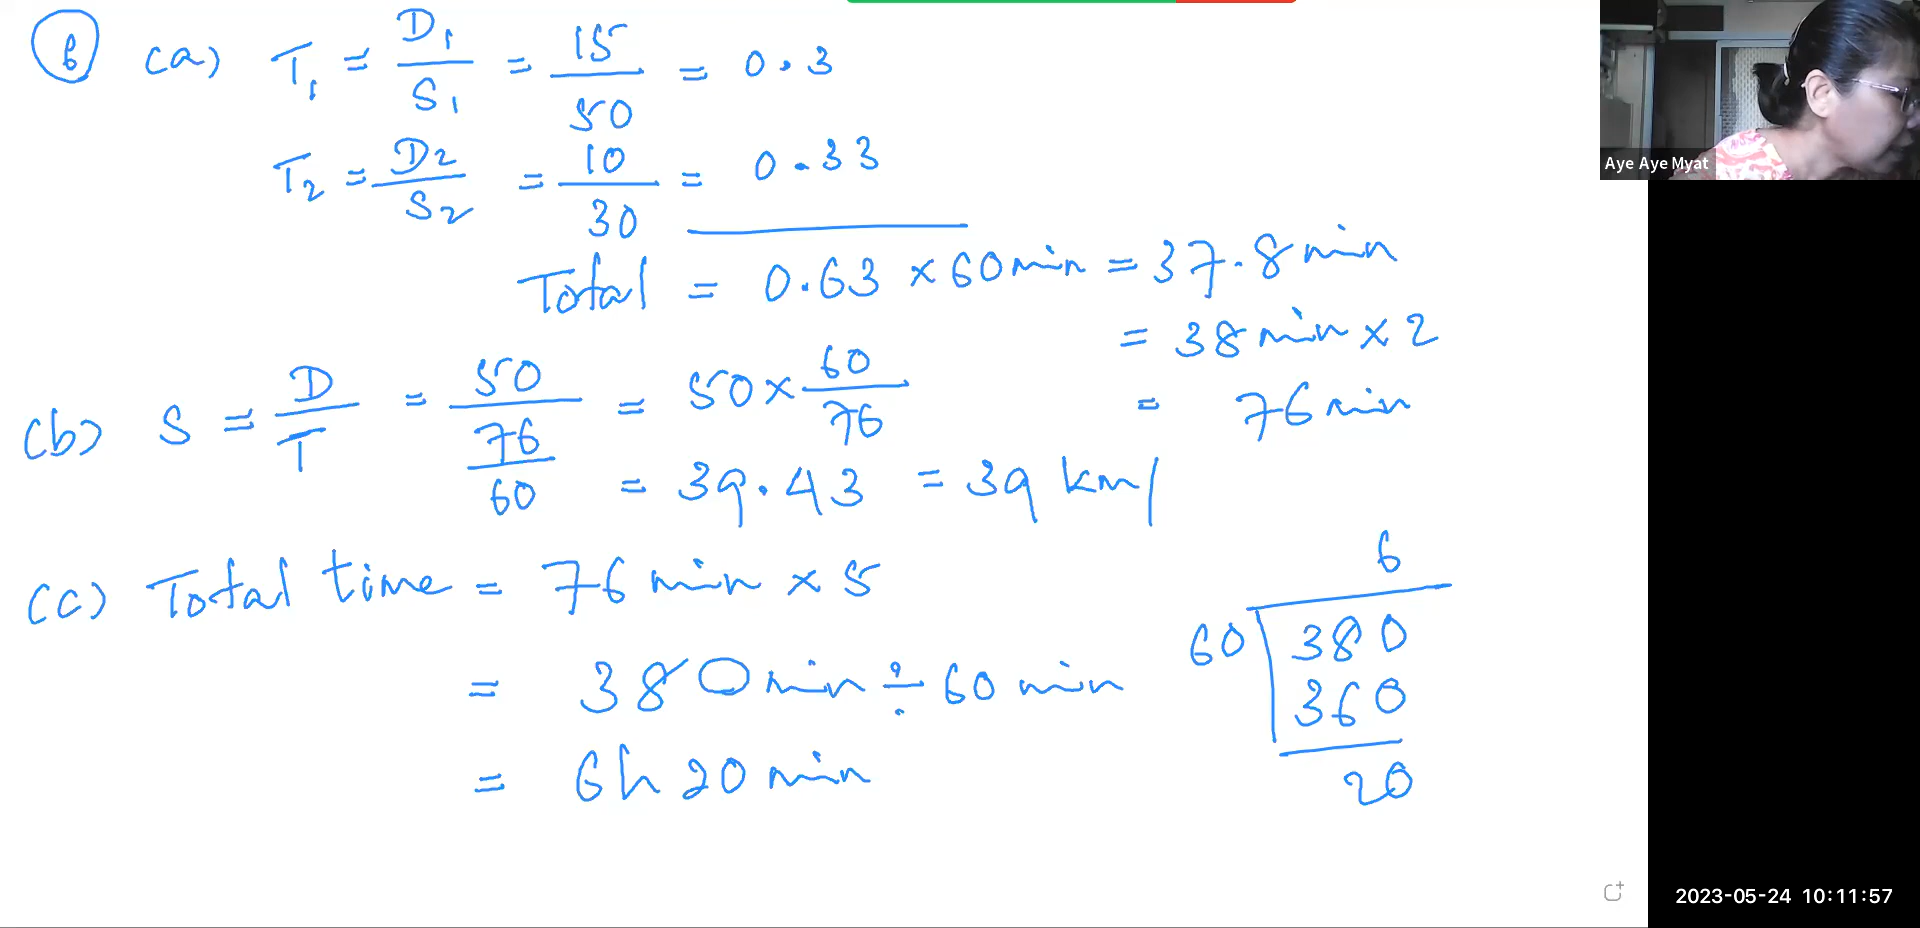 6 (a) T₁ = D₁/S₁ = 15/50 = 0.3
T₂ = D₂/S₂ = 10/30 = 0.33
Total = 0.63 × 60 min = 37.8 min
= 38 min × 2
= 76 min
(b) S = D/T = 50/(76/60) = 50 × 60/76
= 39.43 = 39 km/
(c) Total time = 76 min × 5
= 380 min ÷ 60 min
= 6h 20 min
6
60 380
360
20
Aye Aye Myat
2023-05-24 10:11:57